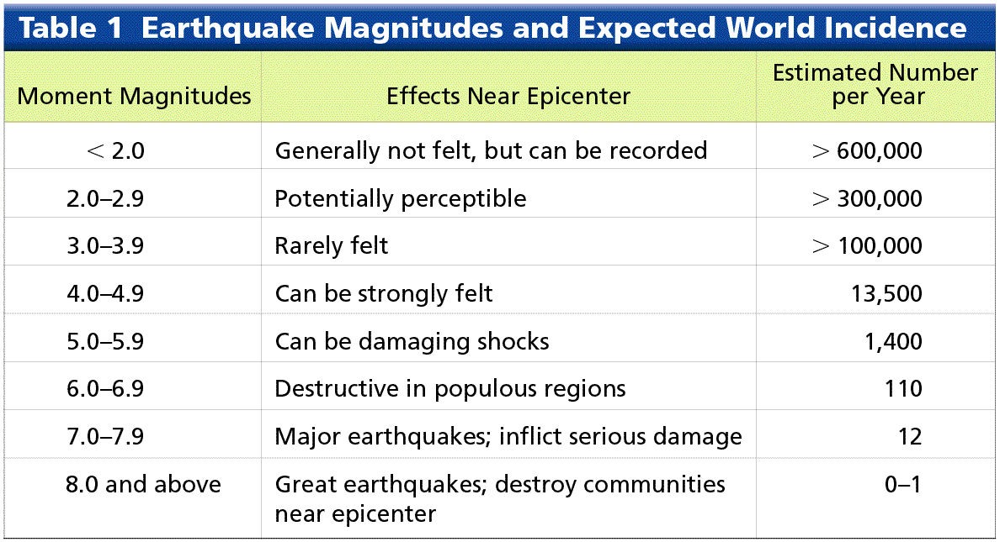 Table 1 Earthquake Magnitudes and Expected World Incidence
Moment Magnitudes Effects Near Epicenter Estimated Number
per Year
< 2.0 Generally not felt, but can be recorded > 600,000
2.0–2.9 Potentially perceptible > 300,000
3.0–3.9 Rarely felt > 100,000
4.0–4.9 Can be strongly felt 13,500
5.0–5.9 Can be damaging shocks 1,400
6.0–6.9 Destructive in populous regions 110
7.0–7.9 Major earthquakes; inflict serious damage 12
8.0 and above Great earthquakes; destroy communities 0–1
near epicenter